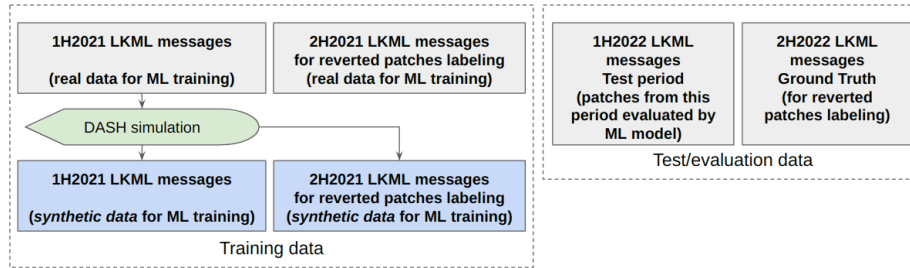 1H2021 LKML messages
(real data for ML training)
2H2021 LKML messages
for reverted patches labeling
(real data for ML training)
DASH simulation
1H2021 LKML messages
(synthetic data for ML training)
2H2021 LKML messages
for reverted patches labeling
(synthetic data for ML training)
Training data
1H2022 LKML
messages
Test period
(patches from this
period evaluated by
ML model)
2H2022 LKML
messages
Ground Truth
(for reverted
patches labeling)
Test/evaluation data